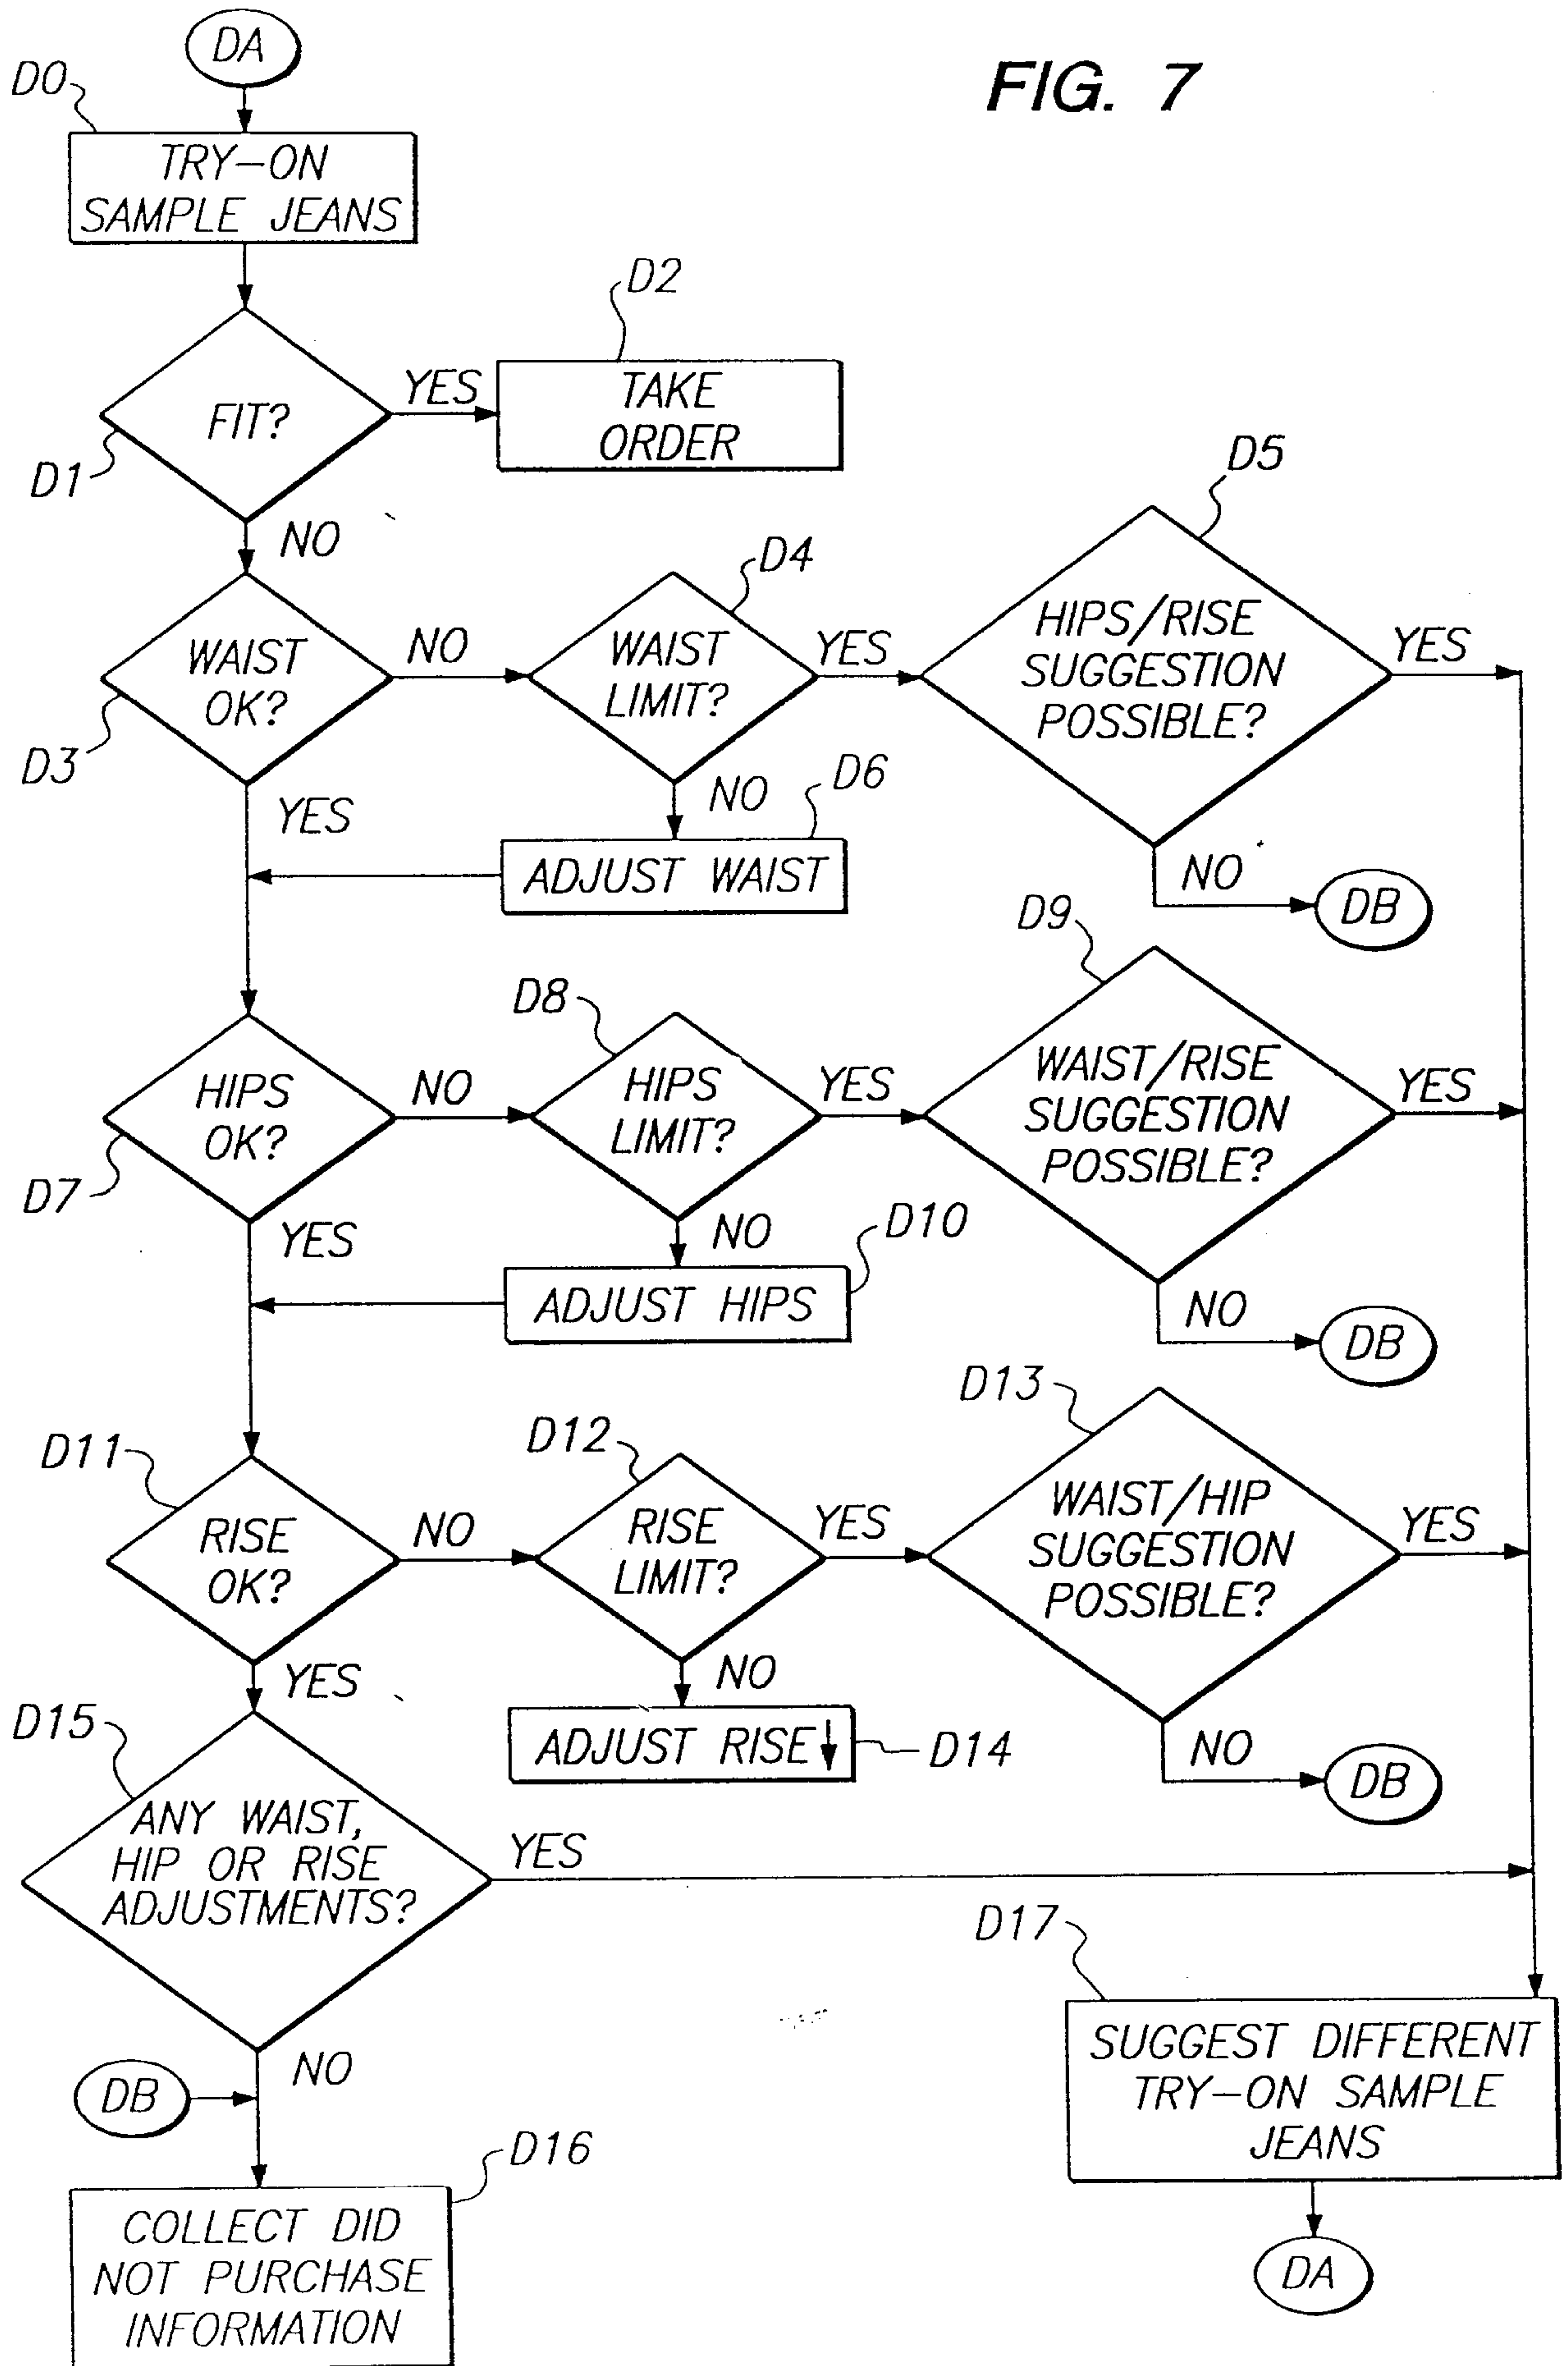 FIG. 7
DA
D0
TRY-ON
SAMPLE JEANS
D2
FIT?
YES
TAKE
ORDER
D1
NO
D5
D4
WAIST
OK?
NO
WAIST
LIMIT?
YES
HIPS/RISE
SUGGESTION
POSSIBLE?
YES
D3
YES
NO
D6
ADJUST WAIST
NO
DB
D9
D8
HIPS
OK?
NO
HIPS
LIMIT?
YES
WAIST/RISE
SUGGESTION
POSSIBLE?
YES
D7
YES
NO
D10
ADJUST HIPS
NO
DB
D13
D11
D12
RISE
OK?
NO
RISE
LIMIT?
YES
WAIST/HIP
SUGGESTION
POSSIBLE?
YES
YES
NO
D15
ADJUST RISE
D14
NO
DB
ANY WAIST,
HIP OR RISE
ADJUSTMENTS?
YES
D17
NO
DB
SUGGEST DIFFERENT
TRY-ON SAMPLE
JEANS
D16
COLLECT DID
NOT PURCHASE
INFORMATION
DA